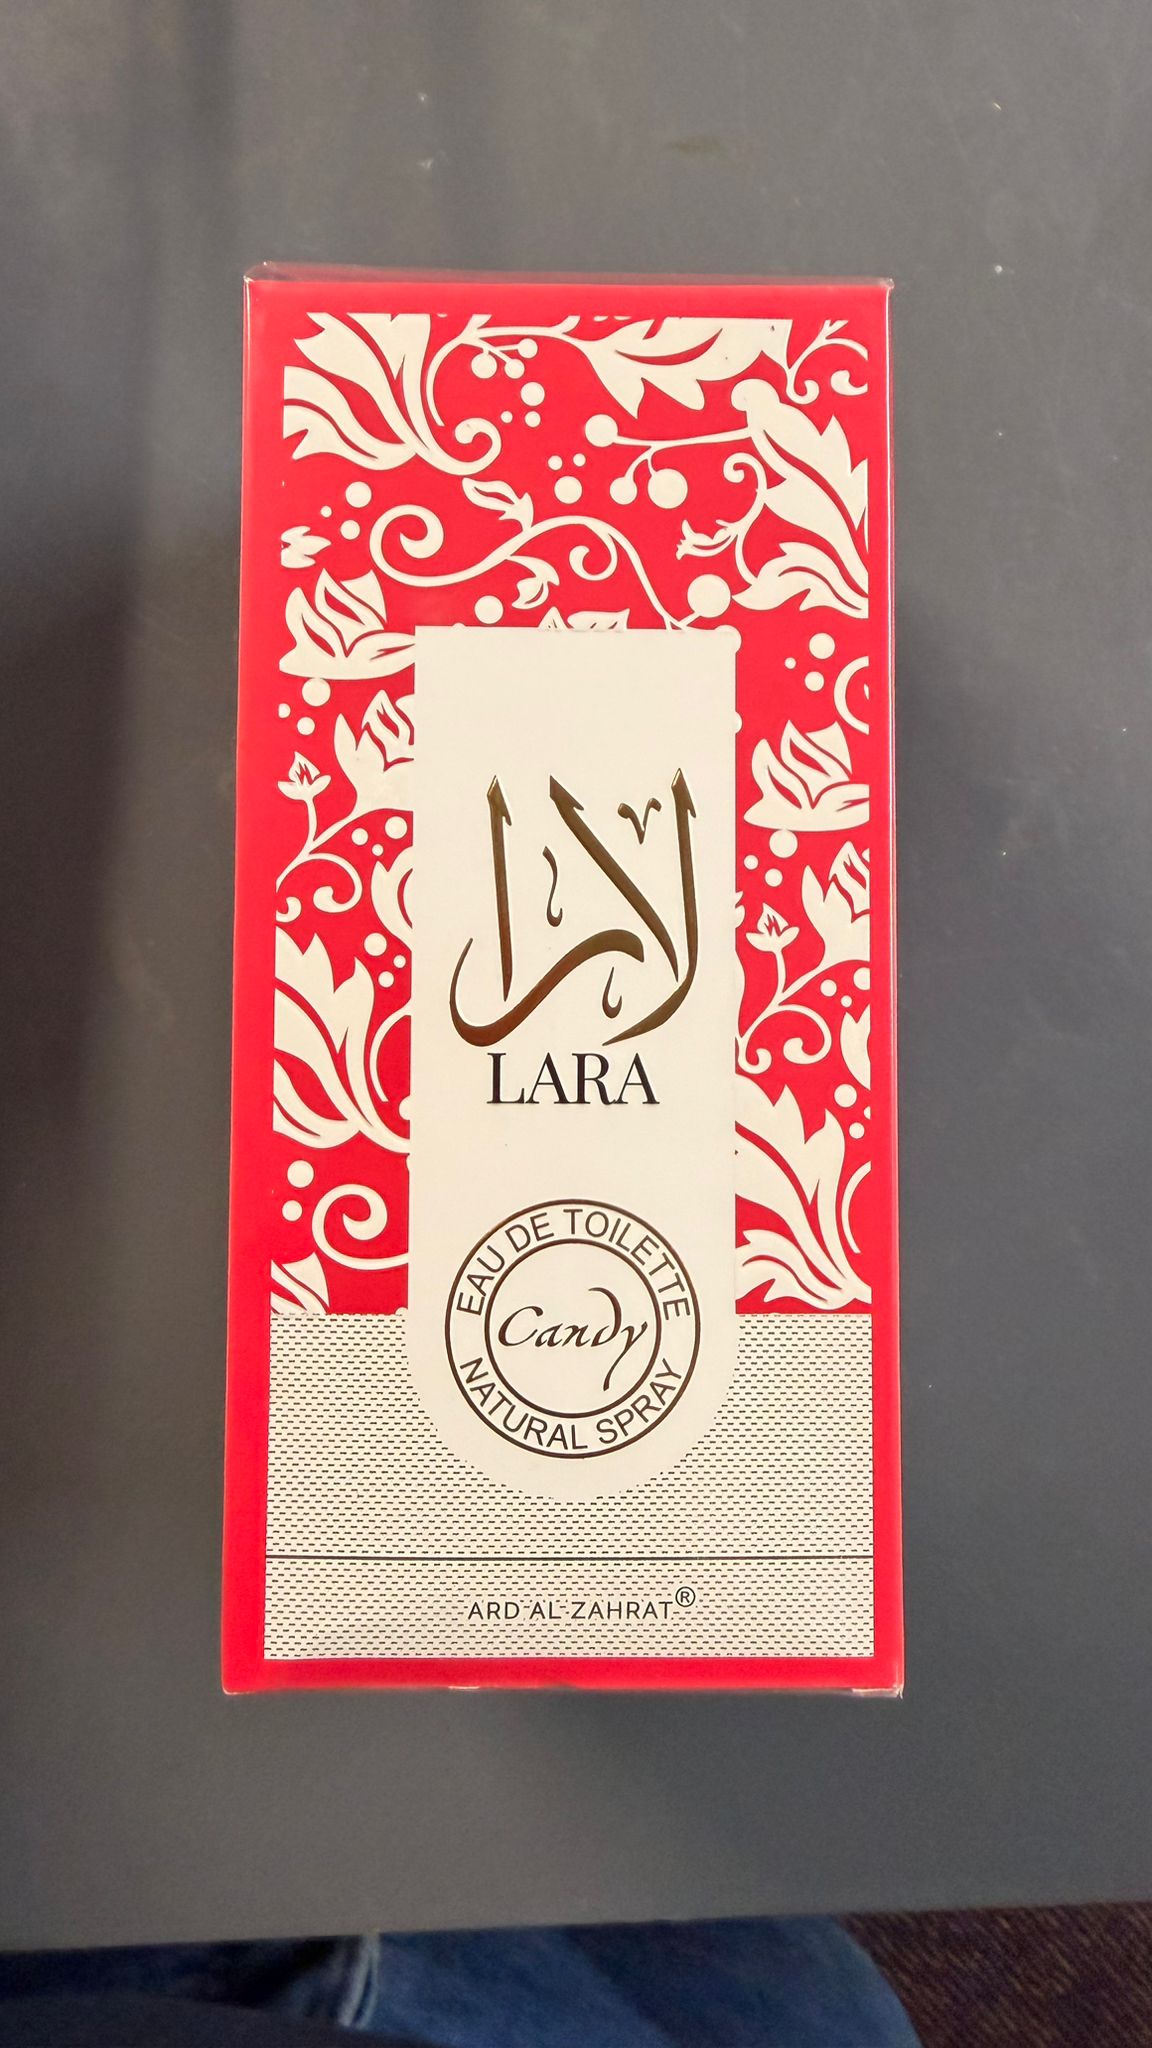 لارا
LARA
EAU DE TOILETTE
Candy
NATURAL SPRAY
ARD AL-ZAHRAT®